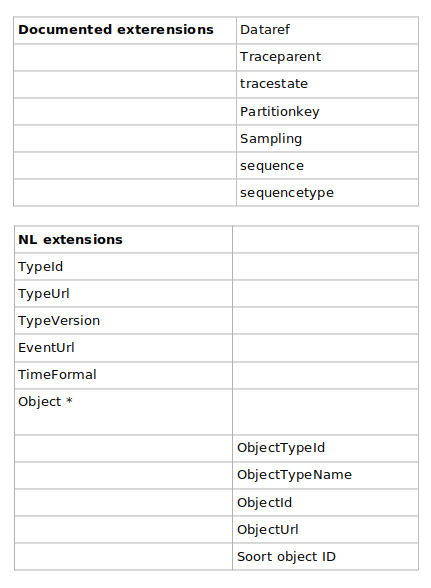 Documented exterensions Dataref
Traceparent
tracestate
Partitionkey
Sampling
sequence
sequencetype
NL extensions
TypeId
TypeUrl
TypeVersion
EventUrl
TimeFormal
Object *
ObjectTypeId
ObjectTypeName
ObjectId
ObjectUrl
Soort object ID